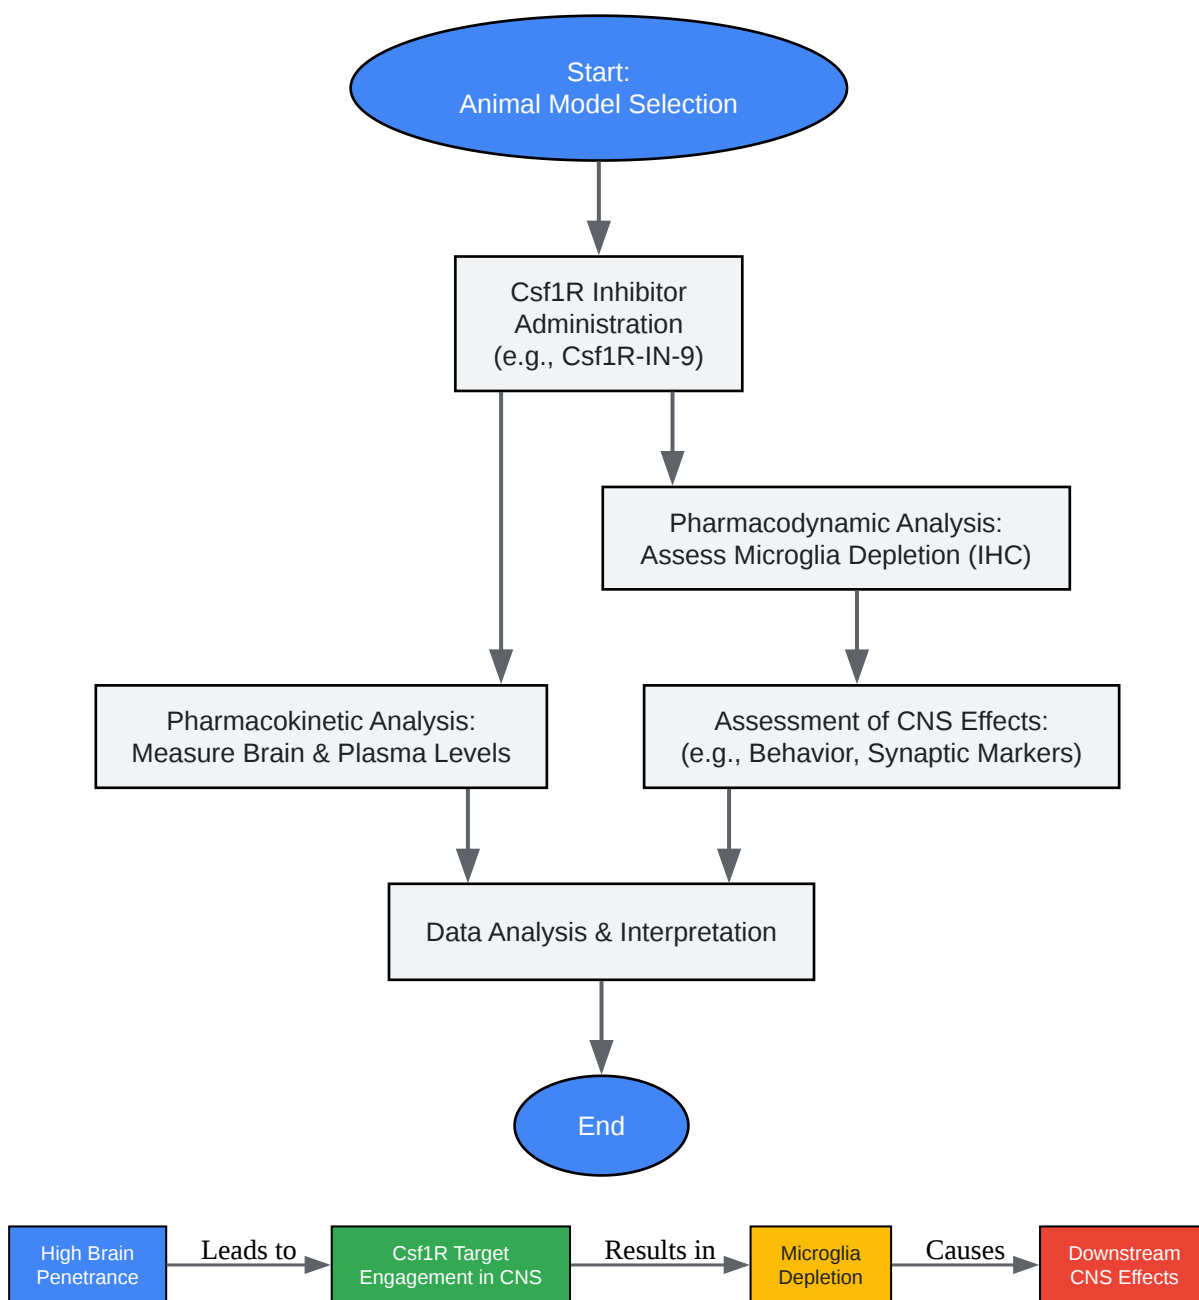 Start:
Animal Model Selection
Csf1R Inhibitor
Administration
(e.g., Csf1R-IN-9)
Pharmacodynamic Analysis:
Assess Microglia Depletion (IHC)
Pharmacokinetic Analysis:
Measure Brain & Plasma Levels
Assessment of CNS Effects:
(e.g., Behavior, Synaptic Markers)
Data Analysis & Interpretation
End
High Brain
Penetrance
Leads to
Csf1R Target
Engagement in CNS
Results in
Microglia
Depletion
Causes
Downstream
CNS Effects